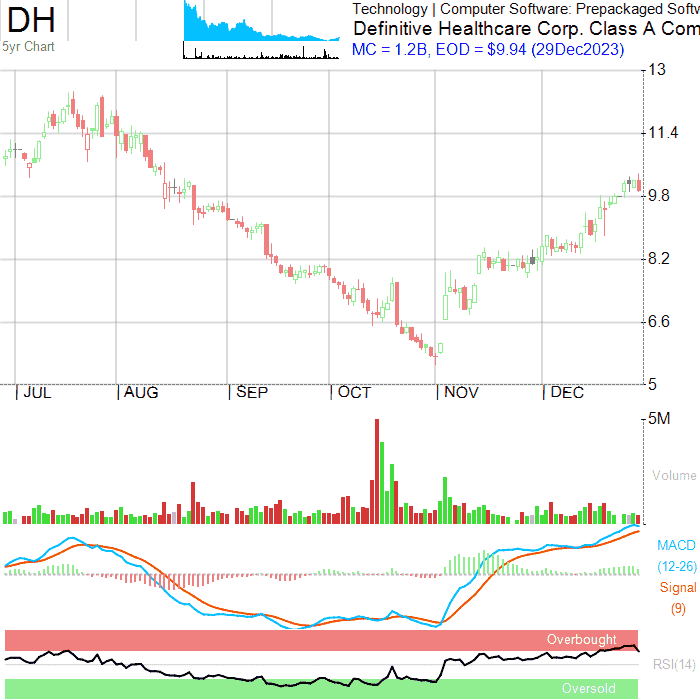 DH
5yr Chart
Technology | Computer Software: Prepackaged Softw
Definitive Healthcare Corp. Class A Com
MC = 1.2B, EOD = $9.94 (29Dec2023)
13
11.4
9.8
8.2
6.6
5
JUL AUG SEP OCT NOV DEC
5M
Volume
MACD
(12-26)
Signal
(9)
Overbought
RSI(14)
Oversold